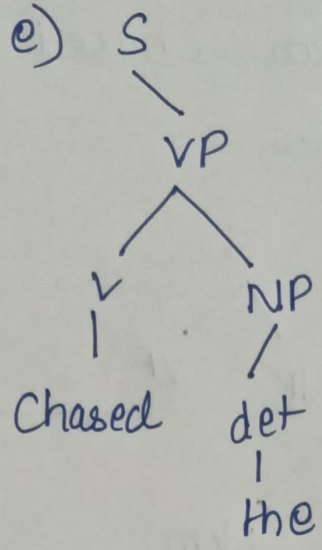 e) S
VP
V NP
Chased det
the